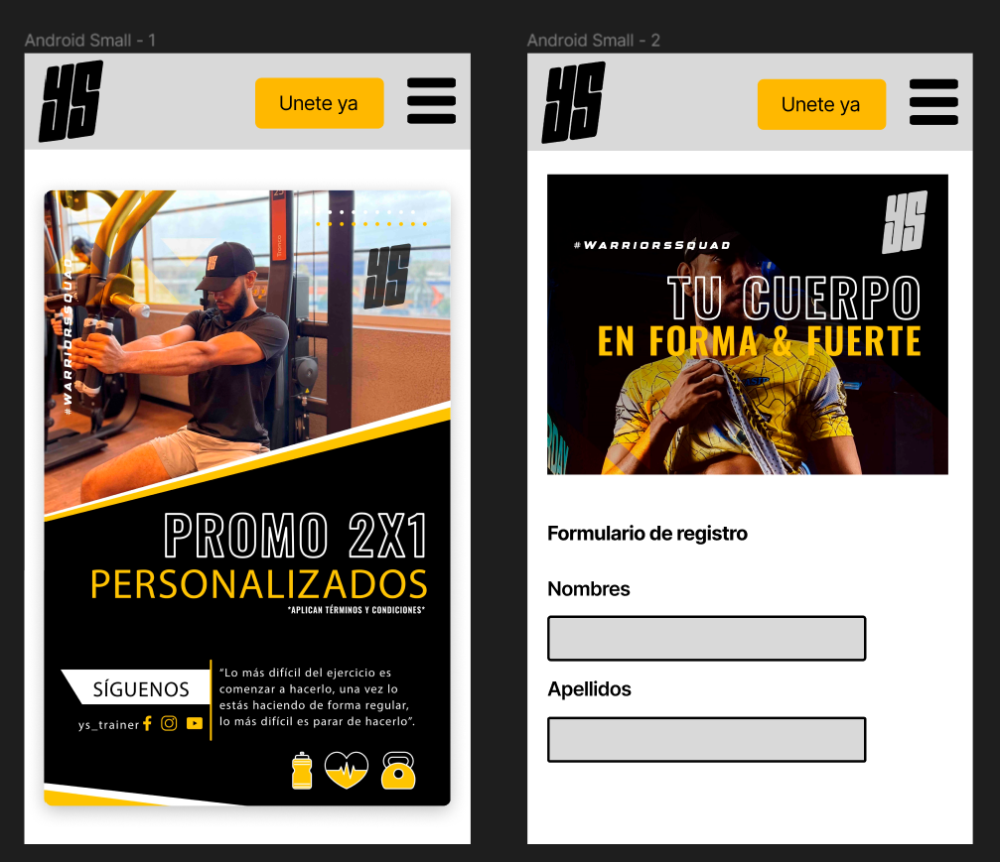 Android Small - 1
YS
Unete ya
#WARRIORSSQUAD
YS
PROMO 2X1
PERSONALIZADOS
*APLICAN TÉRMINOS Y CONDICIONES*
SÍGUENOS
ys_trainer
“Lo más difícil del ejercicio es
comenzar a hacerlo, una vez lo
estás haciendo de forma regular,
lo más difícil es parar de hacerlo”.
Android Small - 2
YS
Unete ya
YS
#WARRIORSSQUAD
TU CUERPO
EN FORMA & FUERTE
Formulario de registro
Nombres
Apellidos